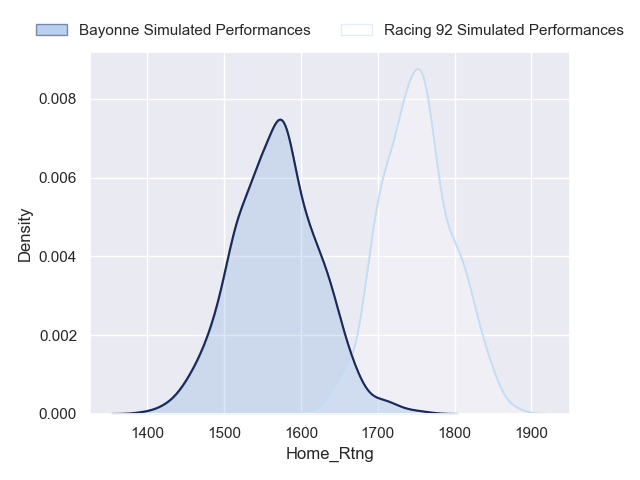 Bayonne Simulated Performances Racing 92 Simulated Performances
0.008
0.006
0.004
0.002
0.000
Density
1400 1500 1600 1700 1800 1900
Home_Rtng